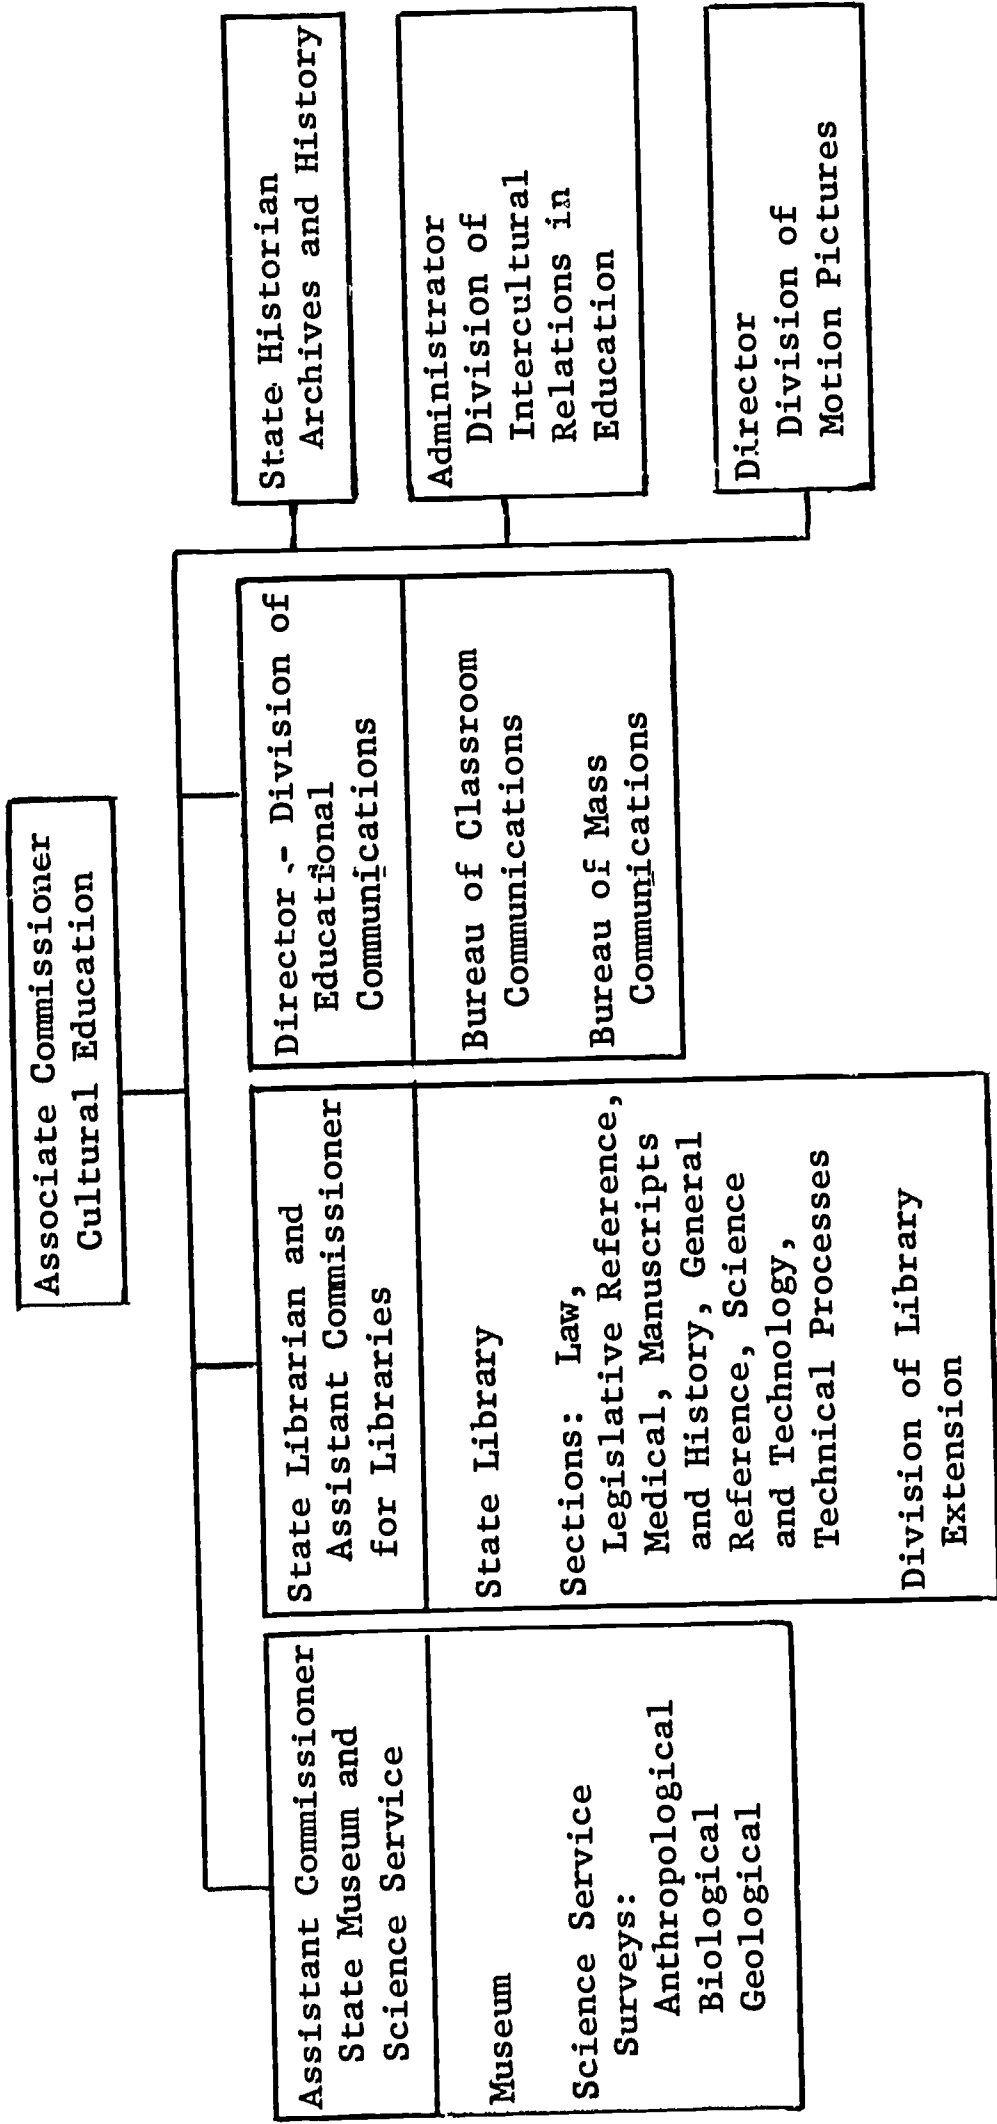 Associate Commissioner
Cultural Education
Assistant Commissioner
State Museum and
Science Service
Museum
Science Service
Surveys:
Anthropological
Biological
Geological
State Librarian and
Assistant Commissioner
for Libraries
State Library
Sections: Law,
Legislative Reference,
Medical, Manuscripts
and History, General
Reference, Science
and Technology,
Technical Processes
Division of Library
Extension
Director - Division of
Educational
Communications
Bureau of Classroom
Communications
Bureau of Mass
Communications
State Historian
Archives and History
Administrator
Division of
Intercultural
Relations in
Education
Director
Division of
Motion Pictures